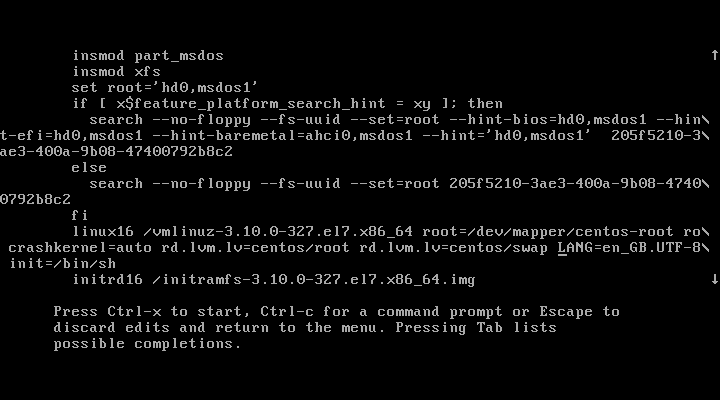 insmod part_msdos
insmod xfs
set root='hd0,msdos1'
if [ x$feature_platform_search_hint = xy ]; then
search --no-floppy --fs-uuid --set=root --hint-bios=hd0,msdos1 --hin\
t-efi=hd0,msdos1 --hint-baremetal=ahci0,msdos1 --hint='hd0,msdos1'  205f5210-3\
ae3-400a-9b08-47400792b8c2
else
search --no-floppy --fs-uuid --set=root 205f5210-3ae3-400a-9b08-4740\
0792b8c2
fi
linux16 /vmlinuz-3.10.0-327.el7.x86_64 root=/dev/mapper/centos-root ro\
crashkernel=auto rd.lvm.lv=centos/root rd.lvm.lv=centos/swap LANG=en_GB.UTF-8\
init=/bin/sh
initrd16 /initramfs-3.10.0-327.el7.x86_64.img
Press Ctrl-x to start, Ctrl-c for a command prompt or Escape to
discard edits and return to the menu. Pressing Tab lists
possible completions.